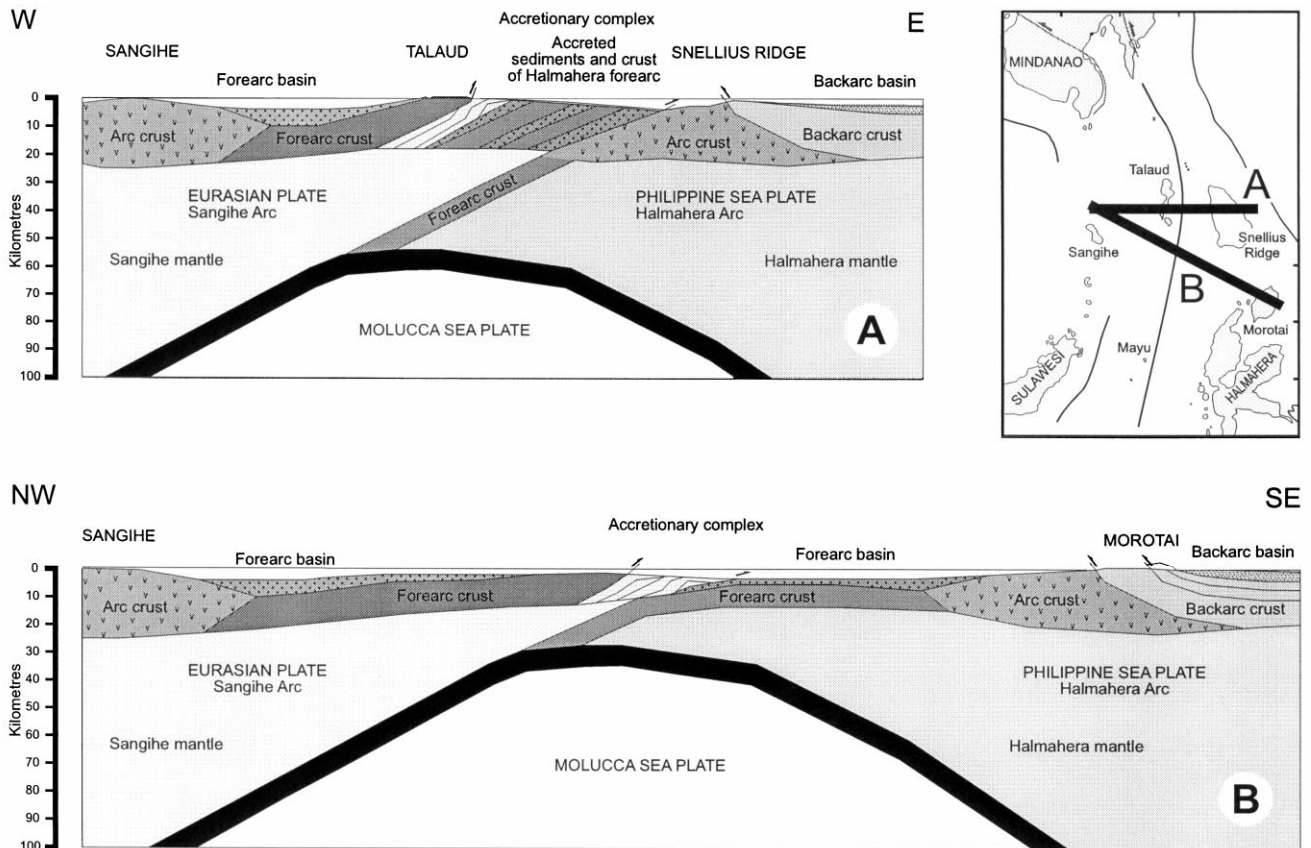 W
E
SANGIHE
Forearc basin
TALAUD
Accretionary complex
Accreted
sediments and crust
of Halmahera forearc
SNELLIUS RIDGE
Backarc basin
0
10
20
30
40
50
60
70
80
90
100
Kilometres
Arc crust
Forearc crust
Arc crust
Backarc crust
Forearc crust
EURASIAN PLATE
Sangihe Arc
PHILIPPINE SEA PLATE
Halmahera Arc
Sangihe mantle
Halmahera mantle
MOLUCCA SEA PLATE
A
MINDANAO
Talaud
A
Sangihe
Snellius
Ridge
B
Morotai
Mayu
SULAWESI
HALMAHERA
NW
SE
SANGIHE
Forearc basin
Accretionary complex
Forearc basin
MOROTAI
Backarc basin
0
10
20
30
40
50
60
70
80
90
100
Kilometres
Arc crust
Forearc crust
Forearc crust
Arc crust
Backarc crust
EURASIAN PLATE
Sangihe Arc
PHILIPPINE SEA PLATE
Halmahera Arc
Sangihe mantle
Halmahera mantle
MOLUCCA SEA PLATE
B